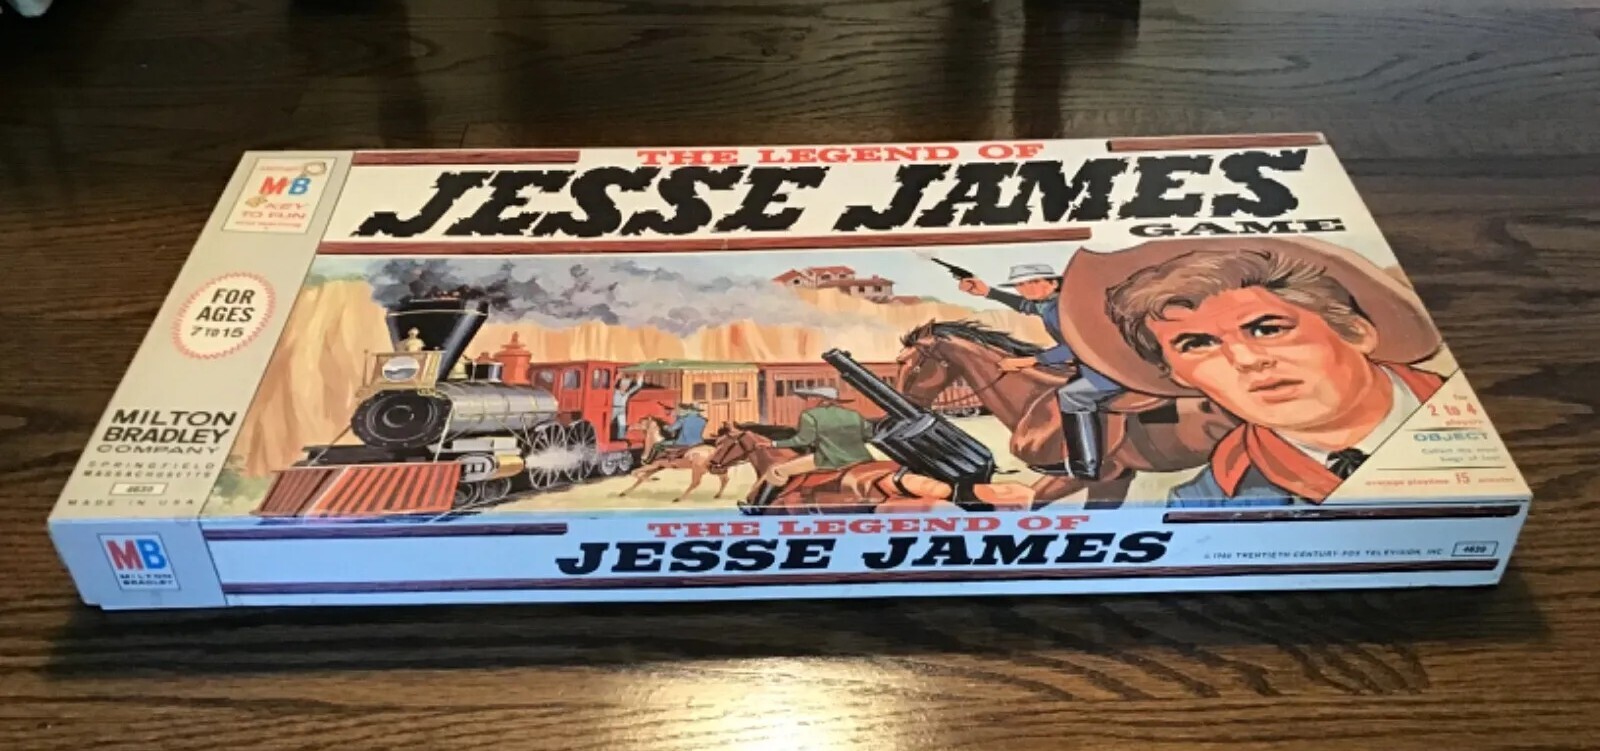 MB
KEY
TO FUN
THE LEGEND OF
JESSE JAMES
GAME
FOR
AGES
7 TO 15
MILTON
BRADLEY
COMPANY
SPRINGFIELD
MASSACHUSETTS
4639
MADE IN USA
for
2 to 4
players
OBJECT
average playtime 15 minutes
MB
MILTON
BRADLEY
THE LEGEND OF
JESSE JAMES
TWENTIETH CENTURY-FOX TELEVISION, INC.
4639